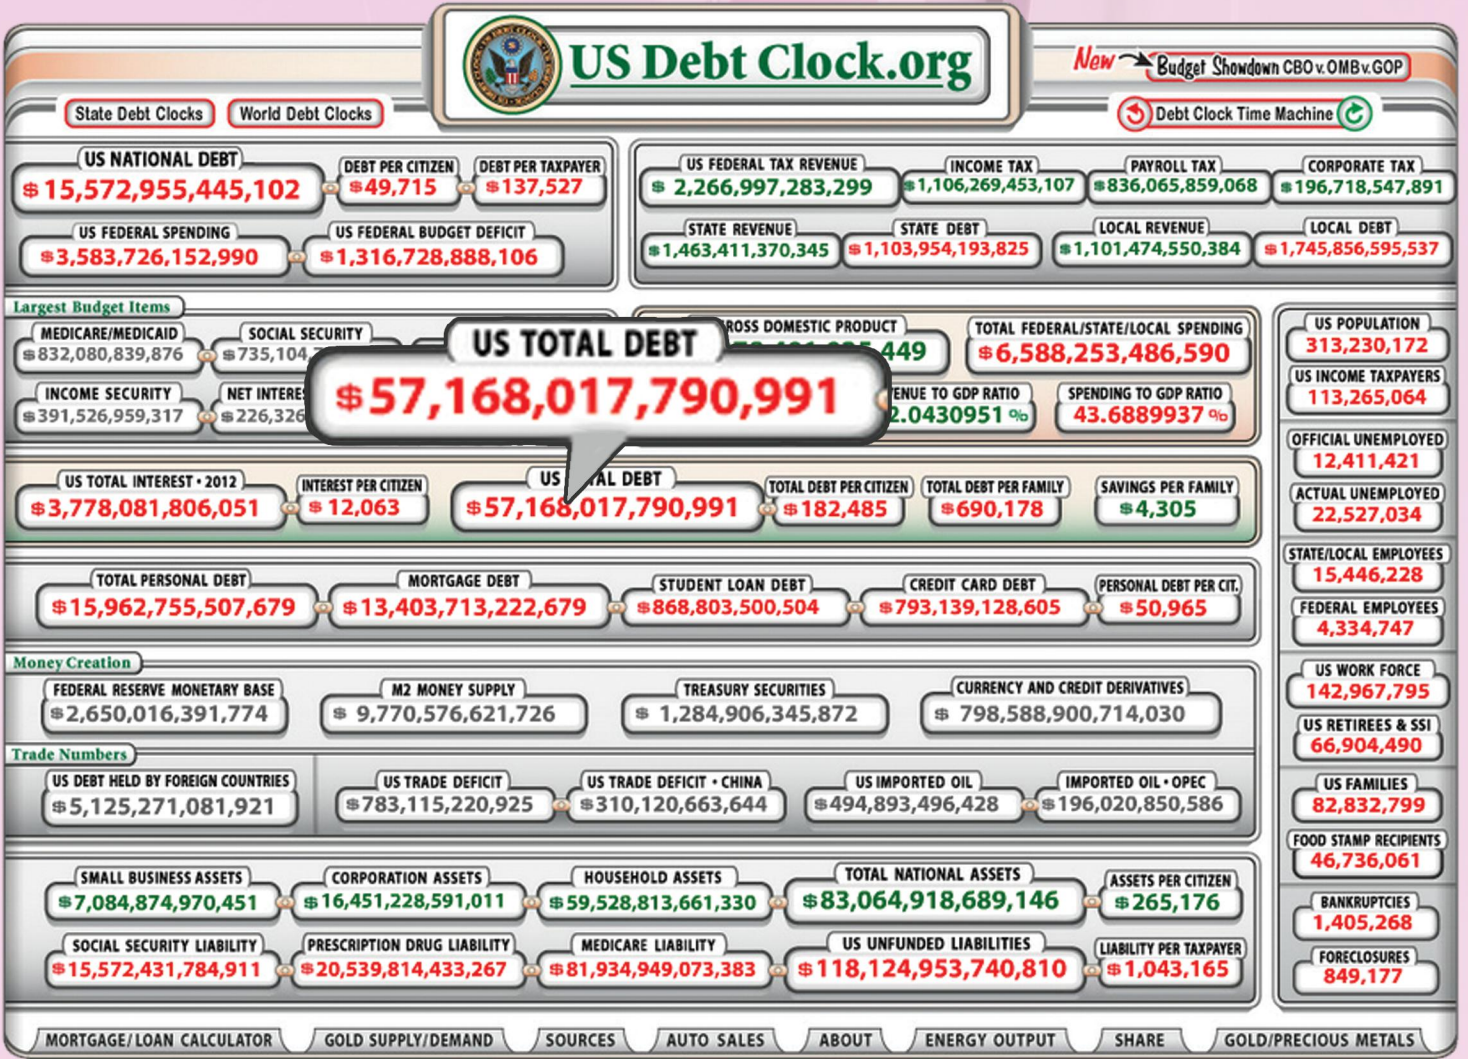 US Debt Clock.org
New Budget Showdown CBO v. OMB v. GOP
State Debt Clocks World Debt Clocks
Debt Clock Time Machine
US NATIONAL DEBT
$15,572,955,445,102
DEBT PER CITIZEN
$49,715
DEBT PER TAXPAYER
$137,527
US FEDERAL SPENDING
$3,583,726,152,990
US FEDERAL BUDGET DEFICIT
$1,316,728,888,106
US FEDERAL TAX REVENUE
$2,266,997,283,299
INCOME TAX
$1,106,269,453,107
PAYROLL TAX
$836,065,859,068
CORPORATE TAX
$196,718,547,891
STATE REVENUE
$1,463,411,370,345
STATE DEBT
$1,103,954,193,825
LOCAL REVENUE
$1,101,474,550,384
LOCAL DEBT
$1,745,856,595,537
Largest Budget Items
MEDICARE/MEDICAID
$832,080,839,876
SOCIAL SECURITY
$735,104,
INCOME SECURITY
$391,526,959,317
NET INTERES
$226,326
US TOTAL DEBT
$57,168,017,790,991
ROSS DOMESTIC PRODUCT
449
TOTAL FEDERAL/STATE/LOCAL SPENDING
$6,588,253,486,590
ENUE TO GDP RATIO
2.0430951 %
SPENDING TO GDP RATIO
43.6889937 %
US TOTAL INTEREST • 2012
$3,778,081,806,051
INTEREST PER CITIZEN
$12,063
US TAL DEBT
$57,168,017,790,991
TOTAL DEBT PER CITIZEN
$182,485
TOTAL DEBT PER FAMILY
$690,178
SAVINGS PER FAMILY
$4,305
TOTAL PERSONAL DEBT
$15,962,755,507,679
MORTGAGE DEBT
$13,403,713,222,679
STUDENT LOAN DEBT
$868,803,500,504
CREDIT CARD DEBT
$793,139,128,605
PERSONAL DEBT PER CIT.
$50,965
Money Creation
FEDERAL RESERVE MONETARY BASE
$2,650,016,391,774
M2 MONEY SUPPLY
$9,770,576,621,726
TREASURY SECURITIES
$1,284,906,345,872
CURRENCY AND CREDIT DERIVATIVES
$798,588,900,714,030
Trade Numbers
US DEBT HELD BY FOREIGN COUNTRIES
$5,125,271,081,921
US TRADE DEFICIT
$783,115,220,925
US TRADE DEFICIT • CHINA
$310,120,663,644
US IMPORTED OIL
$494,893,496,428
IMPORTED OIL • OPEC
$196,020,850,586
SMALL BUSINESS ASSETS
$7,084,874,970,451
CORPORATION ASSETS
$16,451,228,591,011
HOUSEHOLD ASSETS
$59,528,813,661,330
TOTAL NATIONAL ASSETS
$83,064,918,689,146
ASSETS PER CITIZEN
$265,176
SOCIAL SECURITY LIABILITY
$15,572,431,784,911
PRESCRIPTION DRUG LIABILITY
$20,539,814,433,267
MEDICARE LIABILITY
$81,934,949,073,383
US UNFUNDED LIABILITIES
$118,124,953,740,810
LIABILITY PER TAXPAYER
$1,043,165
US POPULATION
313,230,172
US INCOME TAXPAYERS
113,265,064
OFFICIAL UNEMPLOYED
12,411,421
ACTUAL UNEMPLOYED
22,527,034
STATE/LOCAL EMPLOYEES
15,446,228
FEDERAL EMPLOYEES
4,334,747
US WORK FORCE
142,967,795
US RETIREES & SSI
66,904,490
US FAMILIES
82,832,799
FOOD STAMP RECIPIENTS
46,736,061
BANKRUPTCIES
1,405,268
FORECLOSURES
849,177
MORTGAGE/LOAN CALCULATOR GOLD SUPPLY/DEMAND SOURCES AUTO SALES ABOUT ENERGY OUTPUT SHARE GOLD/PRECIOUS METALS